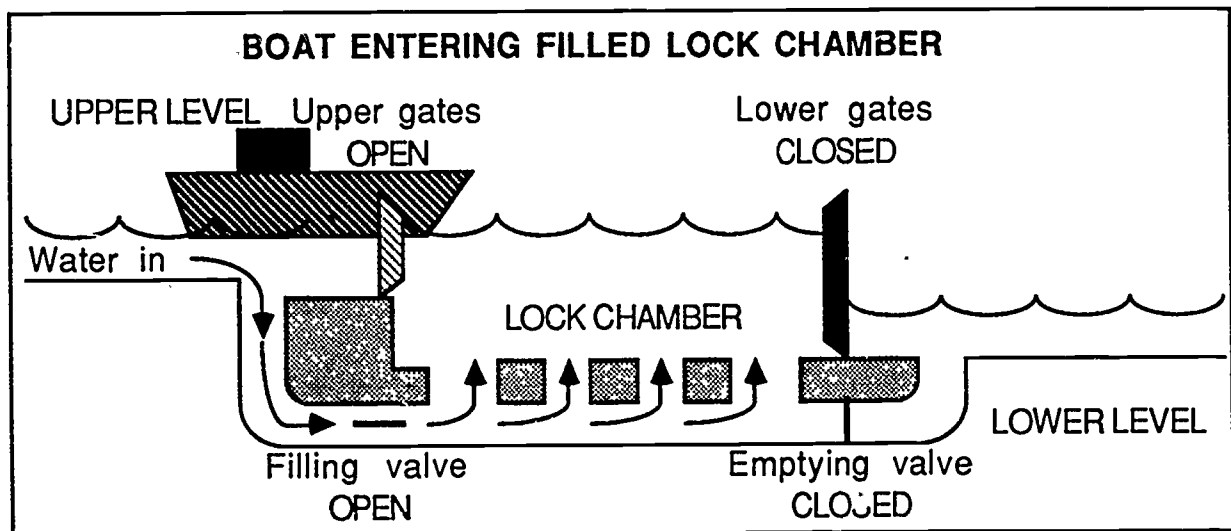 BOAT ENTERING FILLED LOCK CHAMBER
UPPER LEVEL
Upper gates
OPEN
Lower gates
CLOSED
Water in
LOCK CHAMBER
LOWER LEVEL
Filling valve
OPEN
Emptying valve
CLOSED